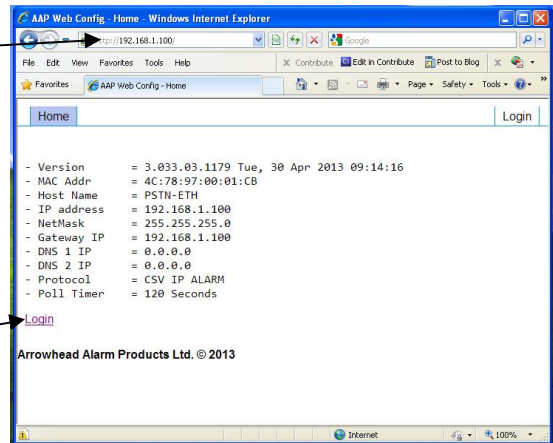 AAP Web Config - Home - Windows Internet Explorer
http://192.168.1.100/
Google
File Edit View Favorites Tools Help
x Contribute Edit in Contribute Post to Blog x
Favorites AAP Web Config - Home Page Safety Tools »
Home Login
- Version = 3.033.03.1179 Tue, 30 Apr 2013 09:14:16
- MAC Addr = 4C:78:97:00:01:CB
- Host Name = PSTN-ETH
- IP address = 192.168.1.100
- NetMask = 255.255.255.0
- Gateway IP = 192.168.1.100
- DNS 1 IP = 0.0.0.0
- DNS 2 IP = 0.0.0.0
- Protocol = CSV IP ALARM
- Poll Timer = 120 Seconds
Login
Arrowhead Alarm Products Ltd. © 2013
Internet 100%